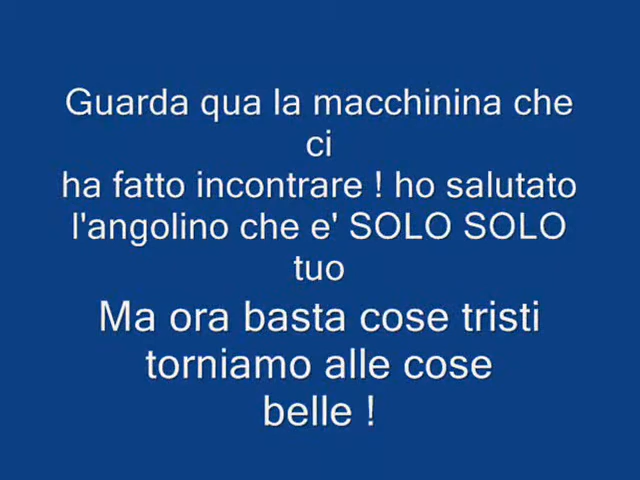 Guarda qua la macchinina che
ci
ha fatto incontrare ! ho salutato
l'angolino che e' SOLO SOLO
tuo
Ma ora basta cose tristi
torniamo alle cose
belle !